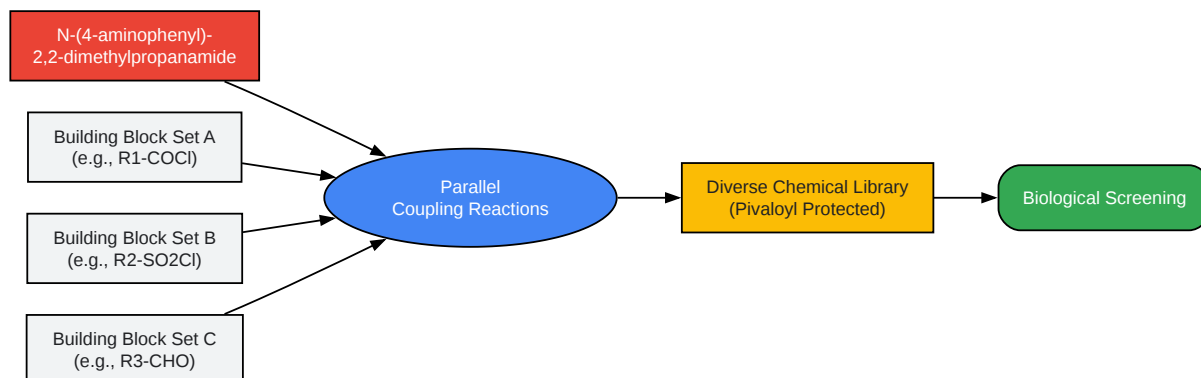 N-(4-aminophenyl)-
2,2-dimethylpropanamide
Building Block Set A
(e.g., R1-COCl)
Building Block Set B
(e.g., R2-SO2Cl)
Building Block Set C
(e.g., R3-CHO)
Parallel
Coupling Reactions
Diverse Chemical Library
(Pivaloyl Protected)
Biological Screening